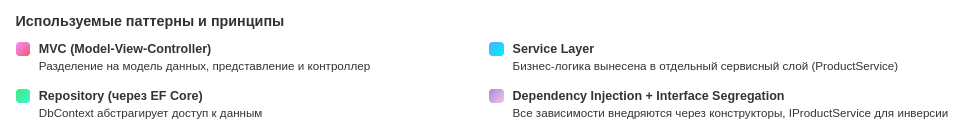 Используемые паттерны и принципы
MVC (Model-View-Controller)
Разделение на модель данных, представление и контроллер
Service Layer
Бизнес-логика вынесена в отдельный сервисный слой (ProductService)
Repository (через EF Core)
DbContext абстрагирует доступ к данным
Dependency Injection + Interface Segregation
Все зависимости внедряются через конструкторы, IProductService для инверсии